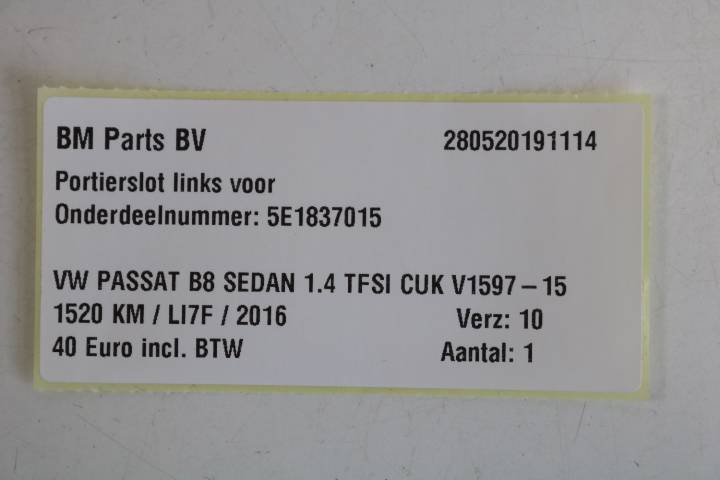 BM Parts BV 280520191114
Portierslot links voor
Onderdeelnummer: 5E1837015
VW PASSAT B8 SEDAN 1.4 TFSI CUK V1597-15
1520 KM / LI7F / 2016 Verz: 10
40 Euro incl. BTW Aantal: 1